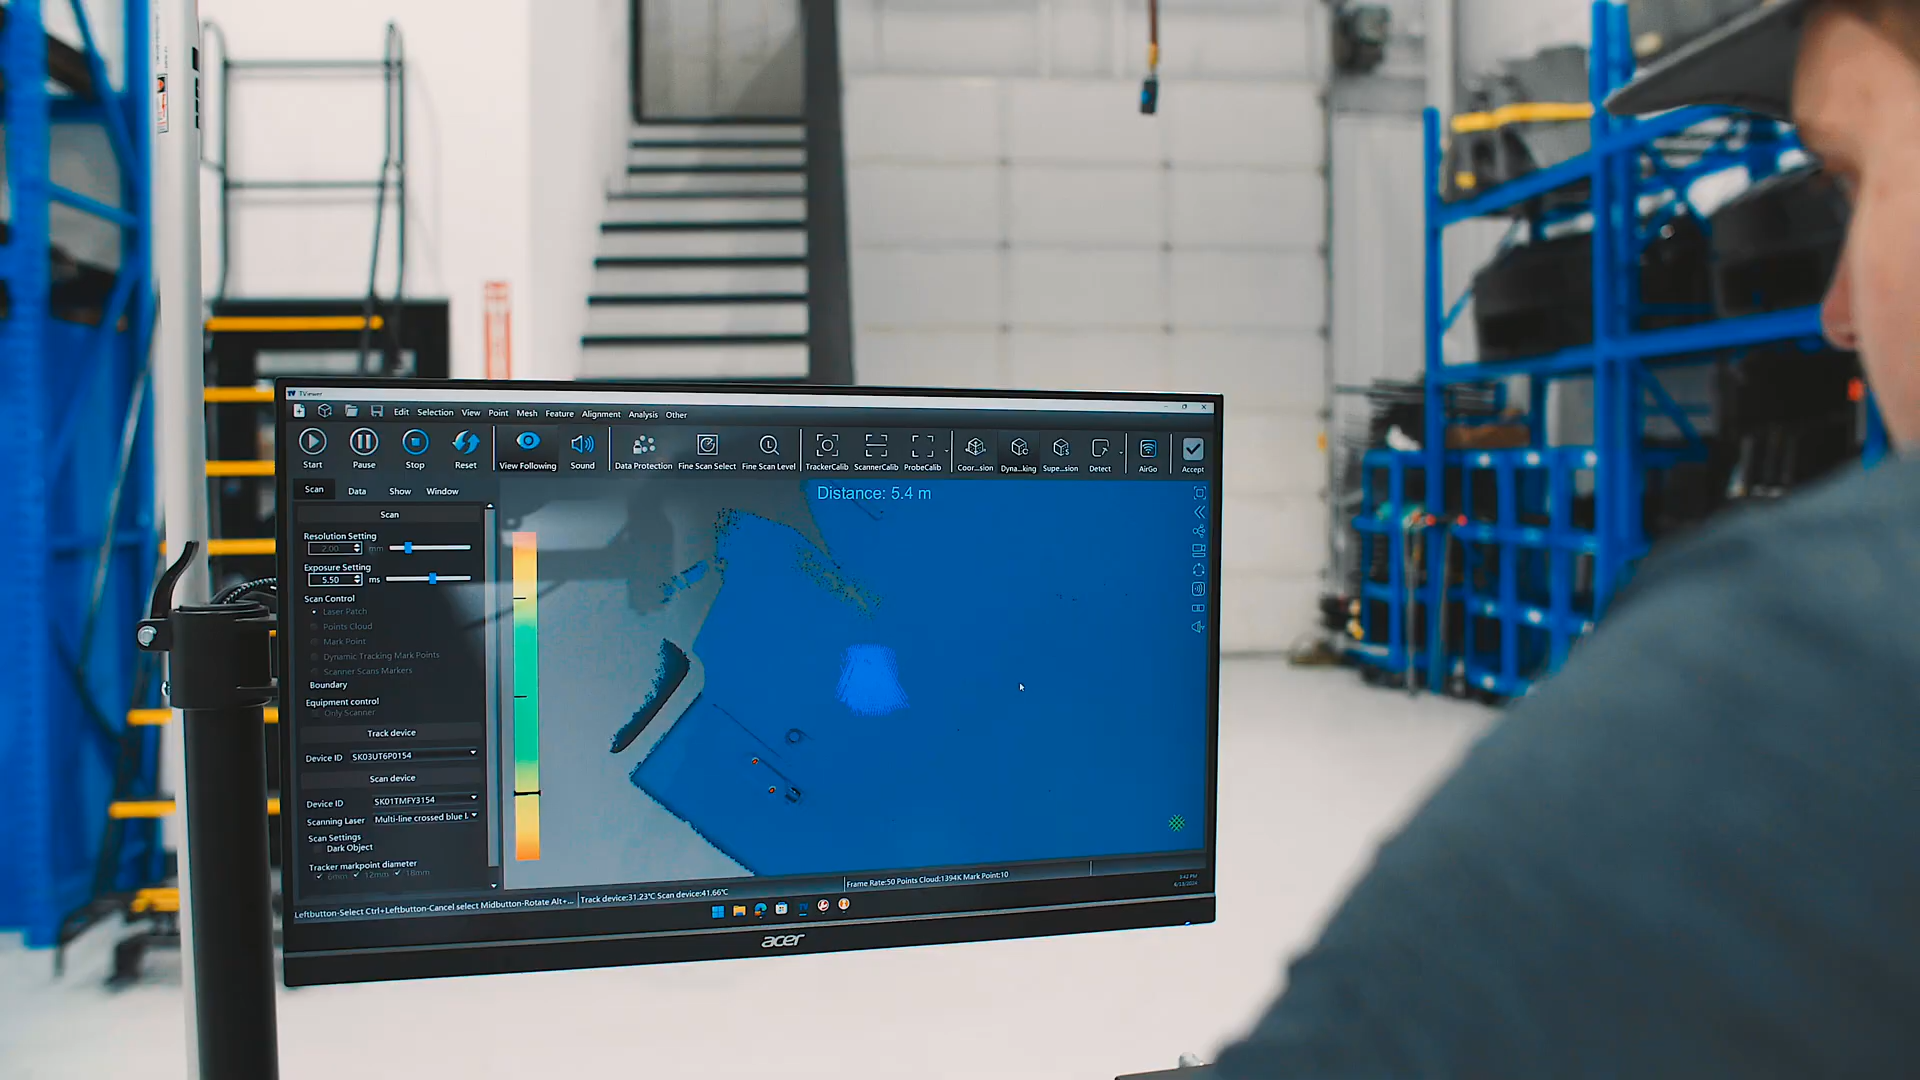 TViewer
Edit Selection View Point Mesh Feature Alignment Analysis Other
Start Pause Stop Reset View Following Sound Data Protection Fine Scan Select Fine Scan Level TrackerCalib ScannerCalib ProbeCalib Coor...sion Dyna...king Supe...sion Detect AirGo Accept
Scan Data Show Window
Distance: 5.4 m
Scan
Resolution Setting
2.00 mm
Exposure Setting
5.50 ms
Scan Control
Laser Patch
Points Cloud
Mark Point
Dynamic Tracking Mark Points
Scanner Scans Markers
Boundary
Equipment control
Only Scanner
Track device
Device ID SK03UT6P0154
Scan device
Device ID SK01TMFY3154
Scanning Laser Multi-line crossed blue l
Scan Settings
Dark Object
Tracker markpoint diameter
6mm 12mm 18mm
Leftbutton-Select Ctrl+Leftbutton-Cancel select Midbutton-Rotate Alt+... Track device:31.23°C Scan device:41.66°C Frame Rate:50 Points Cloud:1394K Mark Point:10
3:42 PM
acer